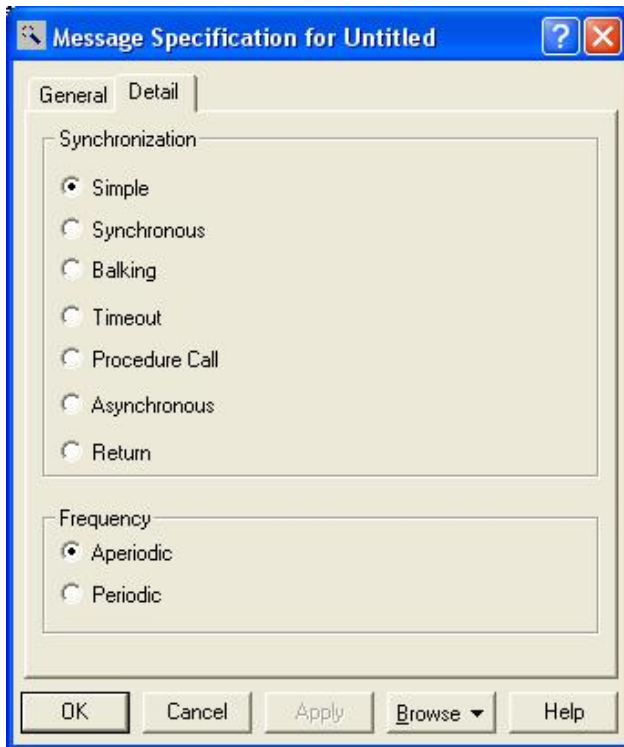 Message Specification for Untitled
General Detail
Synchronization
Simple
Synchronous
Balking
Timeout
Procedure Call
Asynchronous
Return
Frequency
Aperiodic
Periodic
OK Cancel Apply Browse Help